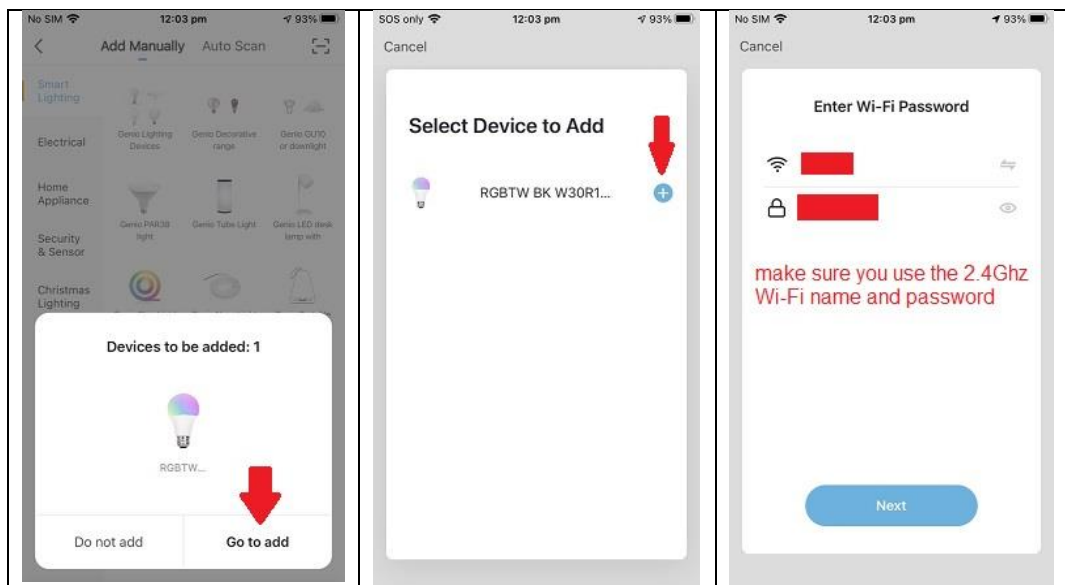 No SIM 12:03 pm 93%
Add Manually Auto Scan
Smart
Lighting
Genio Lighting
Devices
Genio Decorative
range
Genio GU10
or downlight
Electrical
Home
Appliance
Genio PAR38
light
Genio Tube Light
Genio LED desk
lamp with
Security
& Sensor
Christmas
Lighting
Devices to be added: 1
RGBTW...
Do not add Go to add
SOS only 12:03 pm 93%
Cancel
Select Device to Add
RGBTW BK W30R1...
No SIM 12:03 pm 93%
Cancel
Enter Wi-Fi Password
make sure you use the 2.4Ghz
Wi-Fi name and password
Next